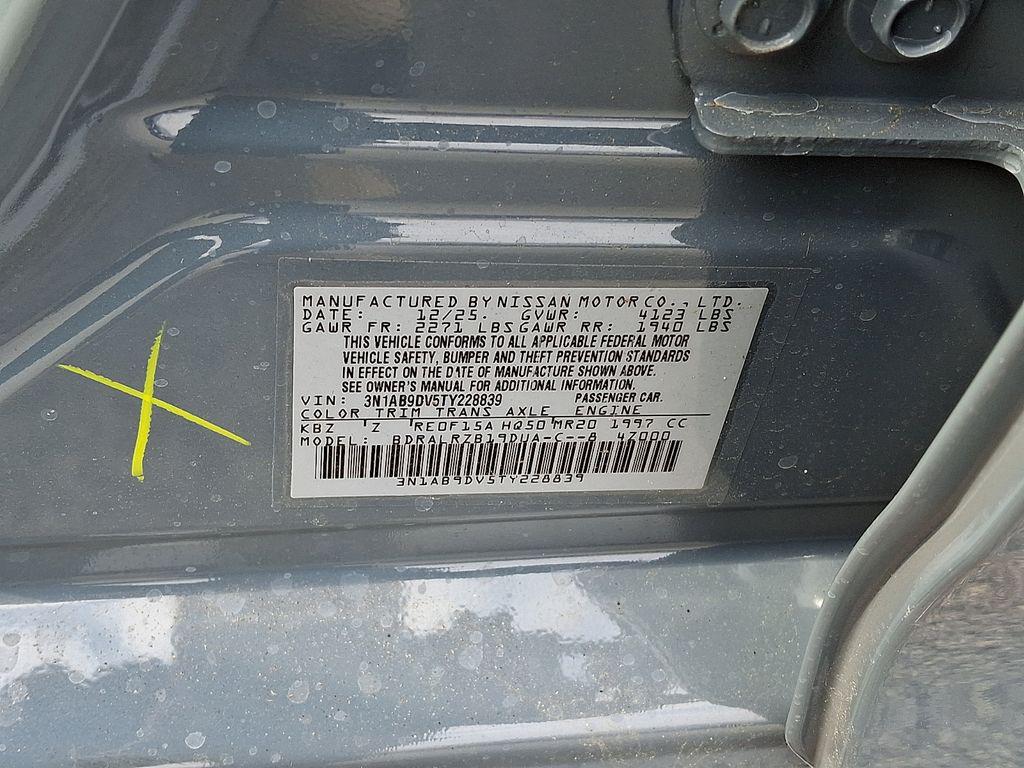 MANUFACTURED BY NISSAN MOTOR CO., LTD.
DATE: 12/25. GVWR: 4123 LBS
GAWR FR: 2271 LBS GAWR RR: 1940 LBS
THIS VEHICLE CONFORMS TO ALL APPLICABLE FEDERAL MOTOR
VEHICLE SAFETY, BUMPER AND THEFT PREVENTION STANDARDS
IN EFFECT ON THE DATE OF MANUFACTURE SHOWN ABOVE.
SEE OWNER'S MANUAL FOR ADDITIONAL INFORMATION.
VIN: 3N1AB9DV5TY228839 PASSENGER CAR.
COLOR TRIM TRANS AXLE ENGINE
KBZ 'Z 'RE0F15A HQ50 MR20 1997 CC
MODEL: BDRALRZB19DUA-C--8 47000
3N1AB9DV5TY228839